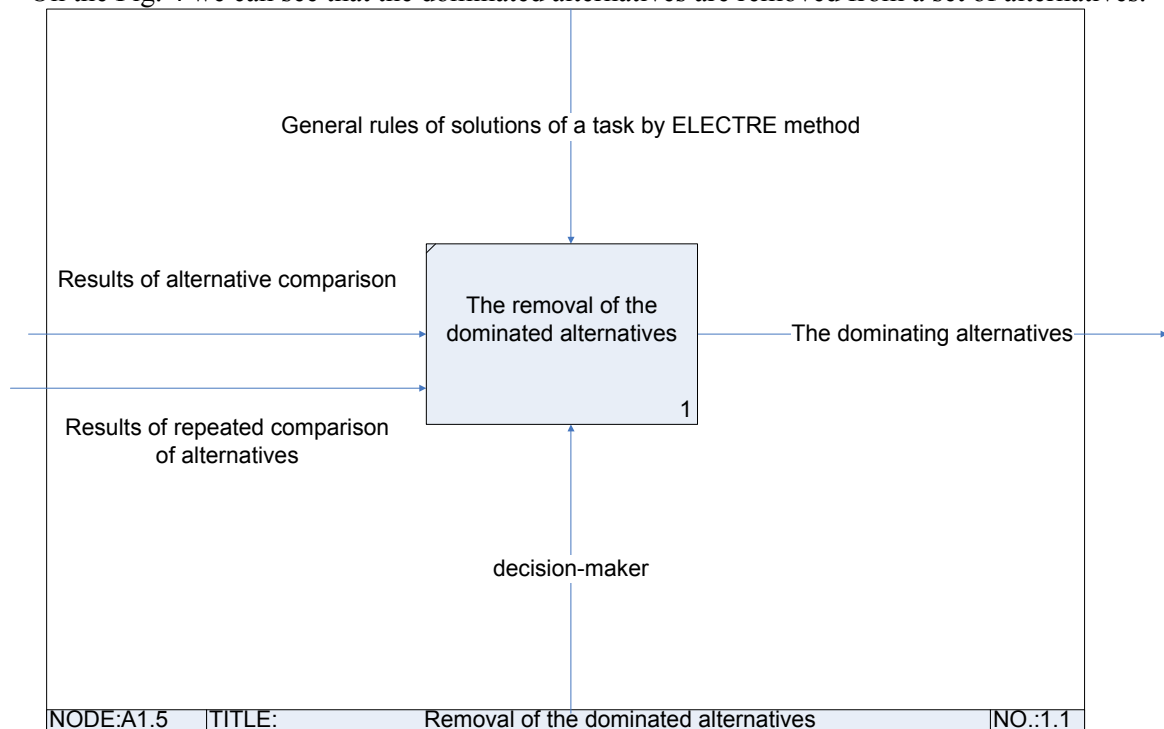 On the Fig. 4 we can see that the dominated alternatives are removed from a set of alternatives.
General rules of solutions of a task by ELECTRE method
Results of alternative comparison
The removal of the
dominated alternatives
The dominating alternatives
1
Results of repeated comparison
of alternatives
decision-maker
NODE:A1.5 TITLE: Removal of the dominated alternatives NO.:1.1